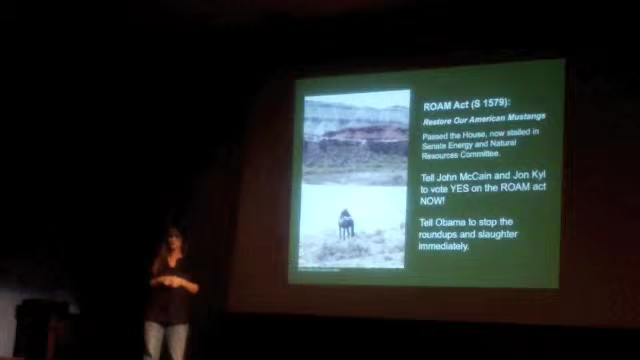 ROAM Act (S 1579):
Restore Our American Mustangs
Passed the House, now stalled in
Senate Energy and Natural
Resources Committee.
Tell John McCain and Jon Kyl
to vote YES on the ROAM act
NOW!
Tell Obama to stop the
roundups and slaughter
immediately.